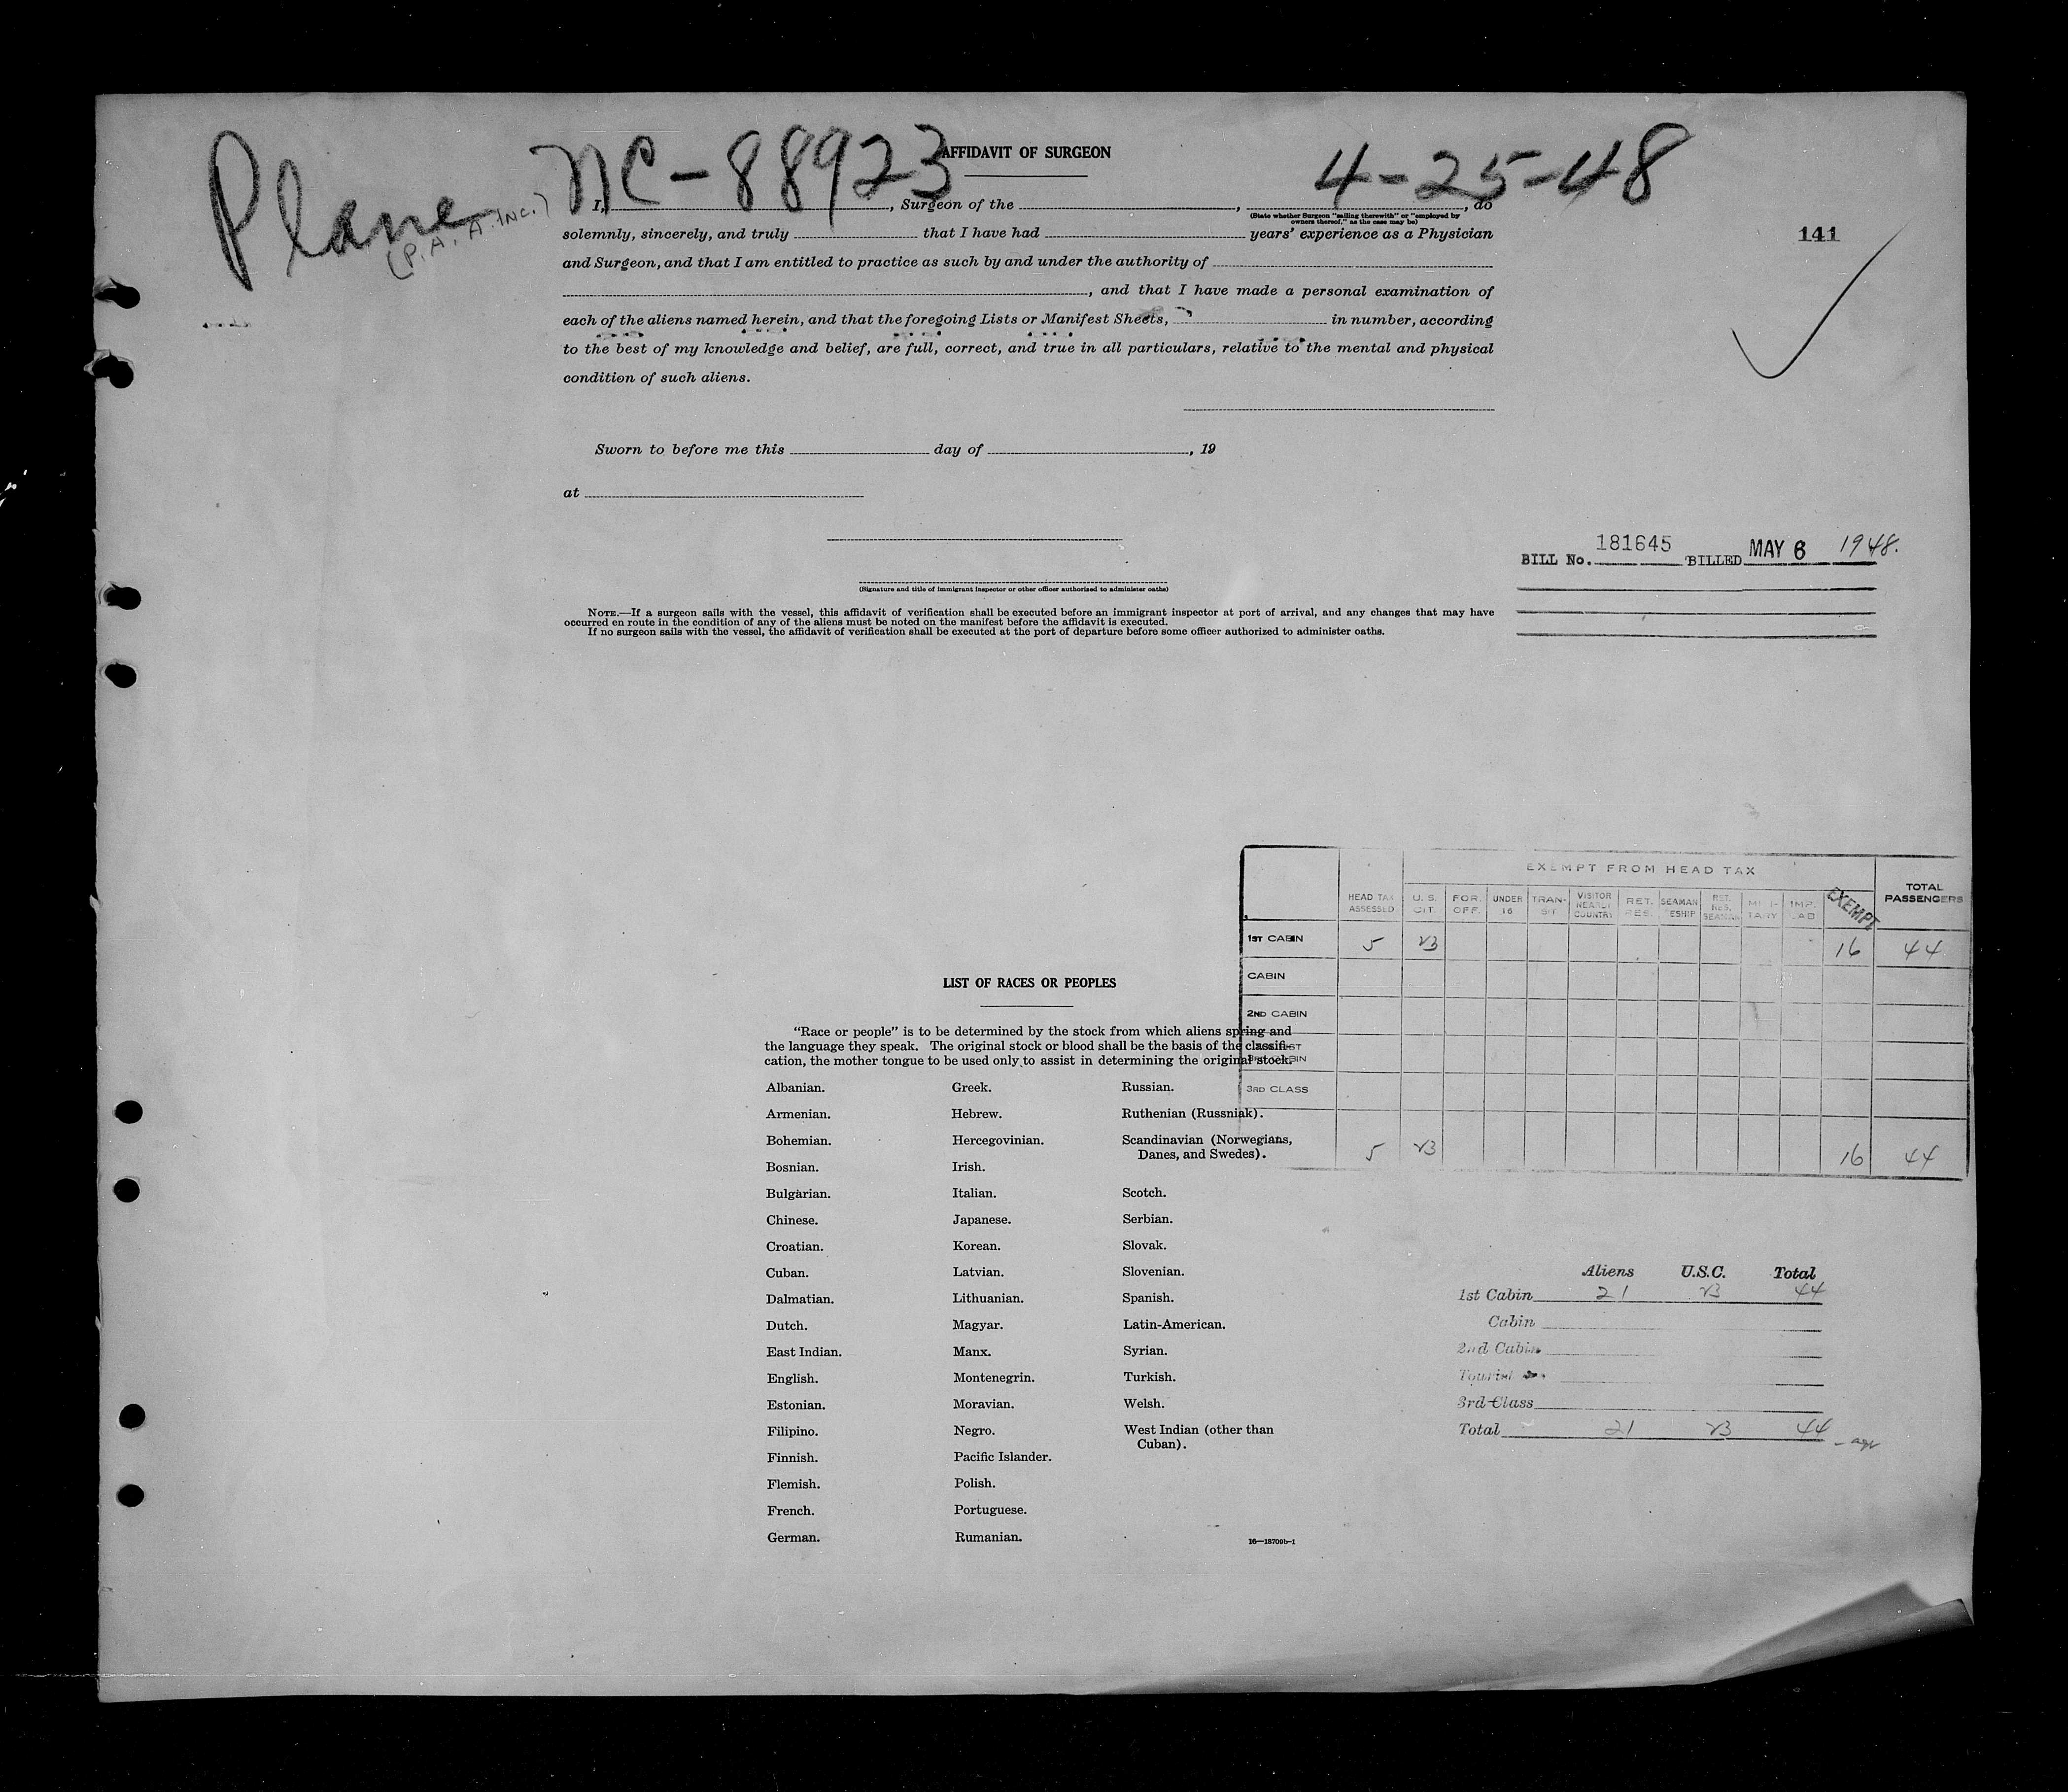 Plane NC-88923 4-25-48
(P. A. A. INC.)
AFFIDAVIT OF SURGEON
I, , Surgeon of the , , do
(State whether Surgeon "sailing therewith" or "employed by
owners thereof," as the case may be)
solemnly, sincerely, and truly that I have had years' experience as a Physician
141
and Surgeon, and that I am entitled to practice as such by and under the authority of
, and that I have made a personal examination of
each of the aliens named herein, and that the foregoing Lists or Manifest Sheets, in number, according
to the best of my knowledge and belief, are full, correct, and true in all particulars, relative to the mental and physical
condition of such aliens.
Sworn to before me this day of , 19
at
BILL No. 181645 BILLED MAY 6 1948.
(Signature and title of immigrant inspector or other officer authorized to administer oaths)
NOTE.—If a surgeon sails with the vessel, this affidavit of verification shall be executed before an immigrant inspector at port of arrival, and any changes that may have
occurred en route in the condition of any of the aliens must be noted on the manifest before the affidavit is executed.
If no surgeon sails with the vessel, the affidavit of verification shall be executed at the port of departure before some officer authorized to administer oaths.
EXEMPT FROM HEAD TAX
HEAD TAX ASSESSED U. S. CIT. FOR. OFF. UNDER 16 TRANSIT VISITOR NEARBY COUNTRY RET. RES. SEAMAN RESHIP RET. RES. SEAMAN MILITARY IMP. LAB EXEMPT TOTAL PASSENGERS
1ST CABIN 5 23 16 44
CABIN
2ND CABIN
3RD CLASS
5 23 16 44
LIST OF RACES OR PEOPLES
"Race or people" is to be determined by the stock from which aliens spring and
the language they speak. The original stock or blood shall be the basis of the classifi-
cation, the mother tongue to be used only to assist in determining the original stock.
Albanian. Greek. Russian.
Armenian. Hebrew. Ruthenian (Russniak).
Bohemian. Hercegovinian. Scandinavian (Norwegians,
Danes, and Swedes).
Bosnian. Irish.
Bulgarian. Italian. Scotch.
Chinese. Japanese. Serbian.
Croatian. Korean. Slovak.
Cuban. Latvian. Slovenian.
Dalmatian. Lithuanian. Spanish.
Dutch. Magyar. Latin-American.
East Indian. Manx. Syrian.
English. Montenegrin. Turkish.
Estonian. Moravian. Welsh.
Filipino. Negro. West Indian (other than
Cuban).
Finnish. Pacific Islander.
Flemish. Polish.
French. Portuguese.
German. Rumanian.
16—18709b-1
Aliens U.S.C. Total
1st Cabin 21 23 44
Cabin
2nd Cabin
Tourist
3rd Class
Total 21 23 44